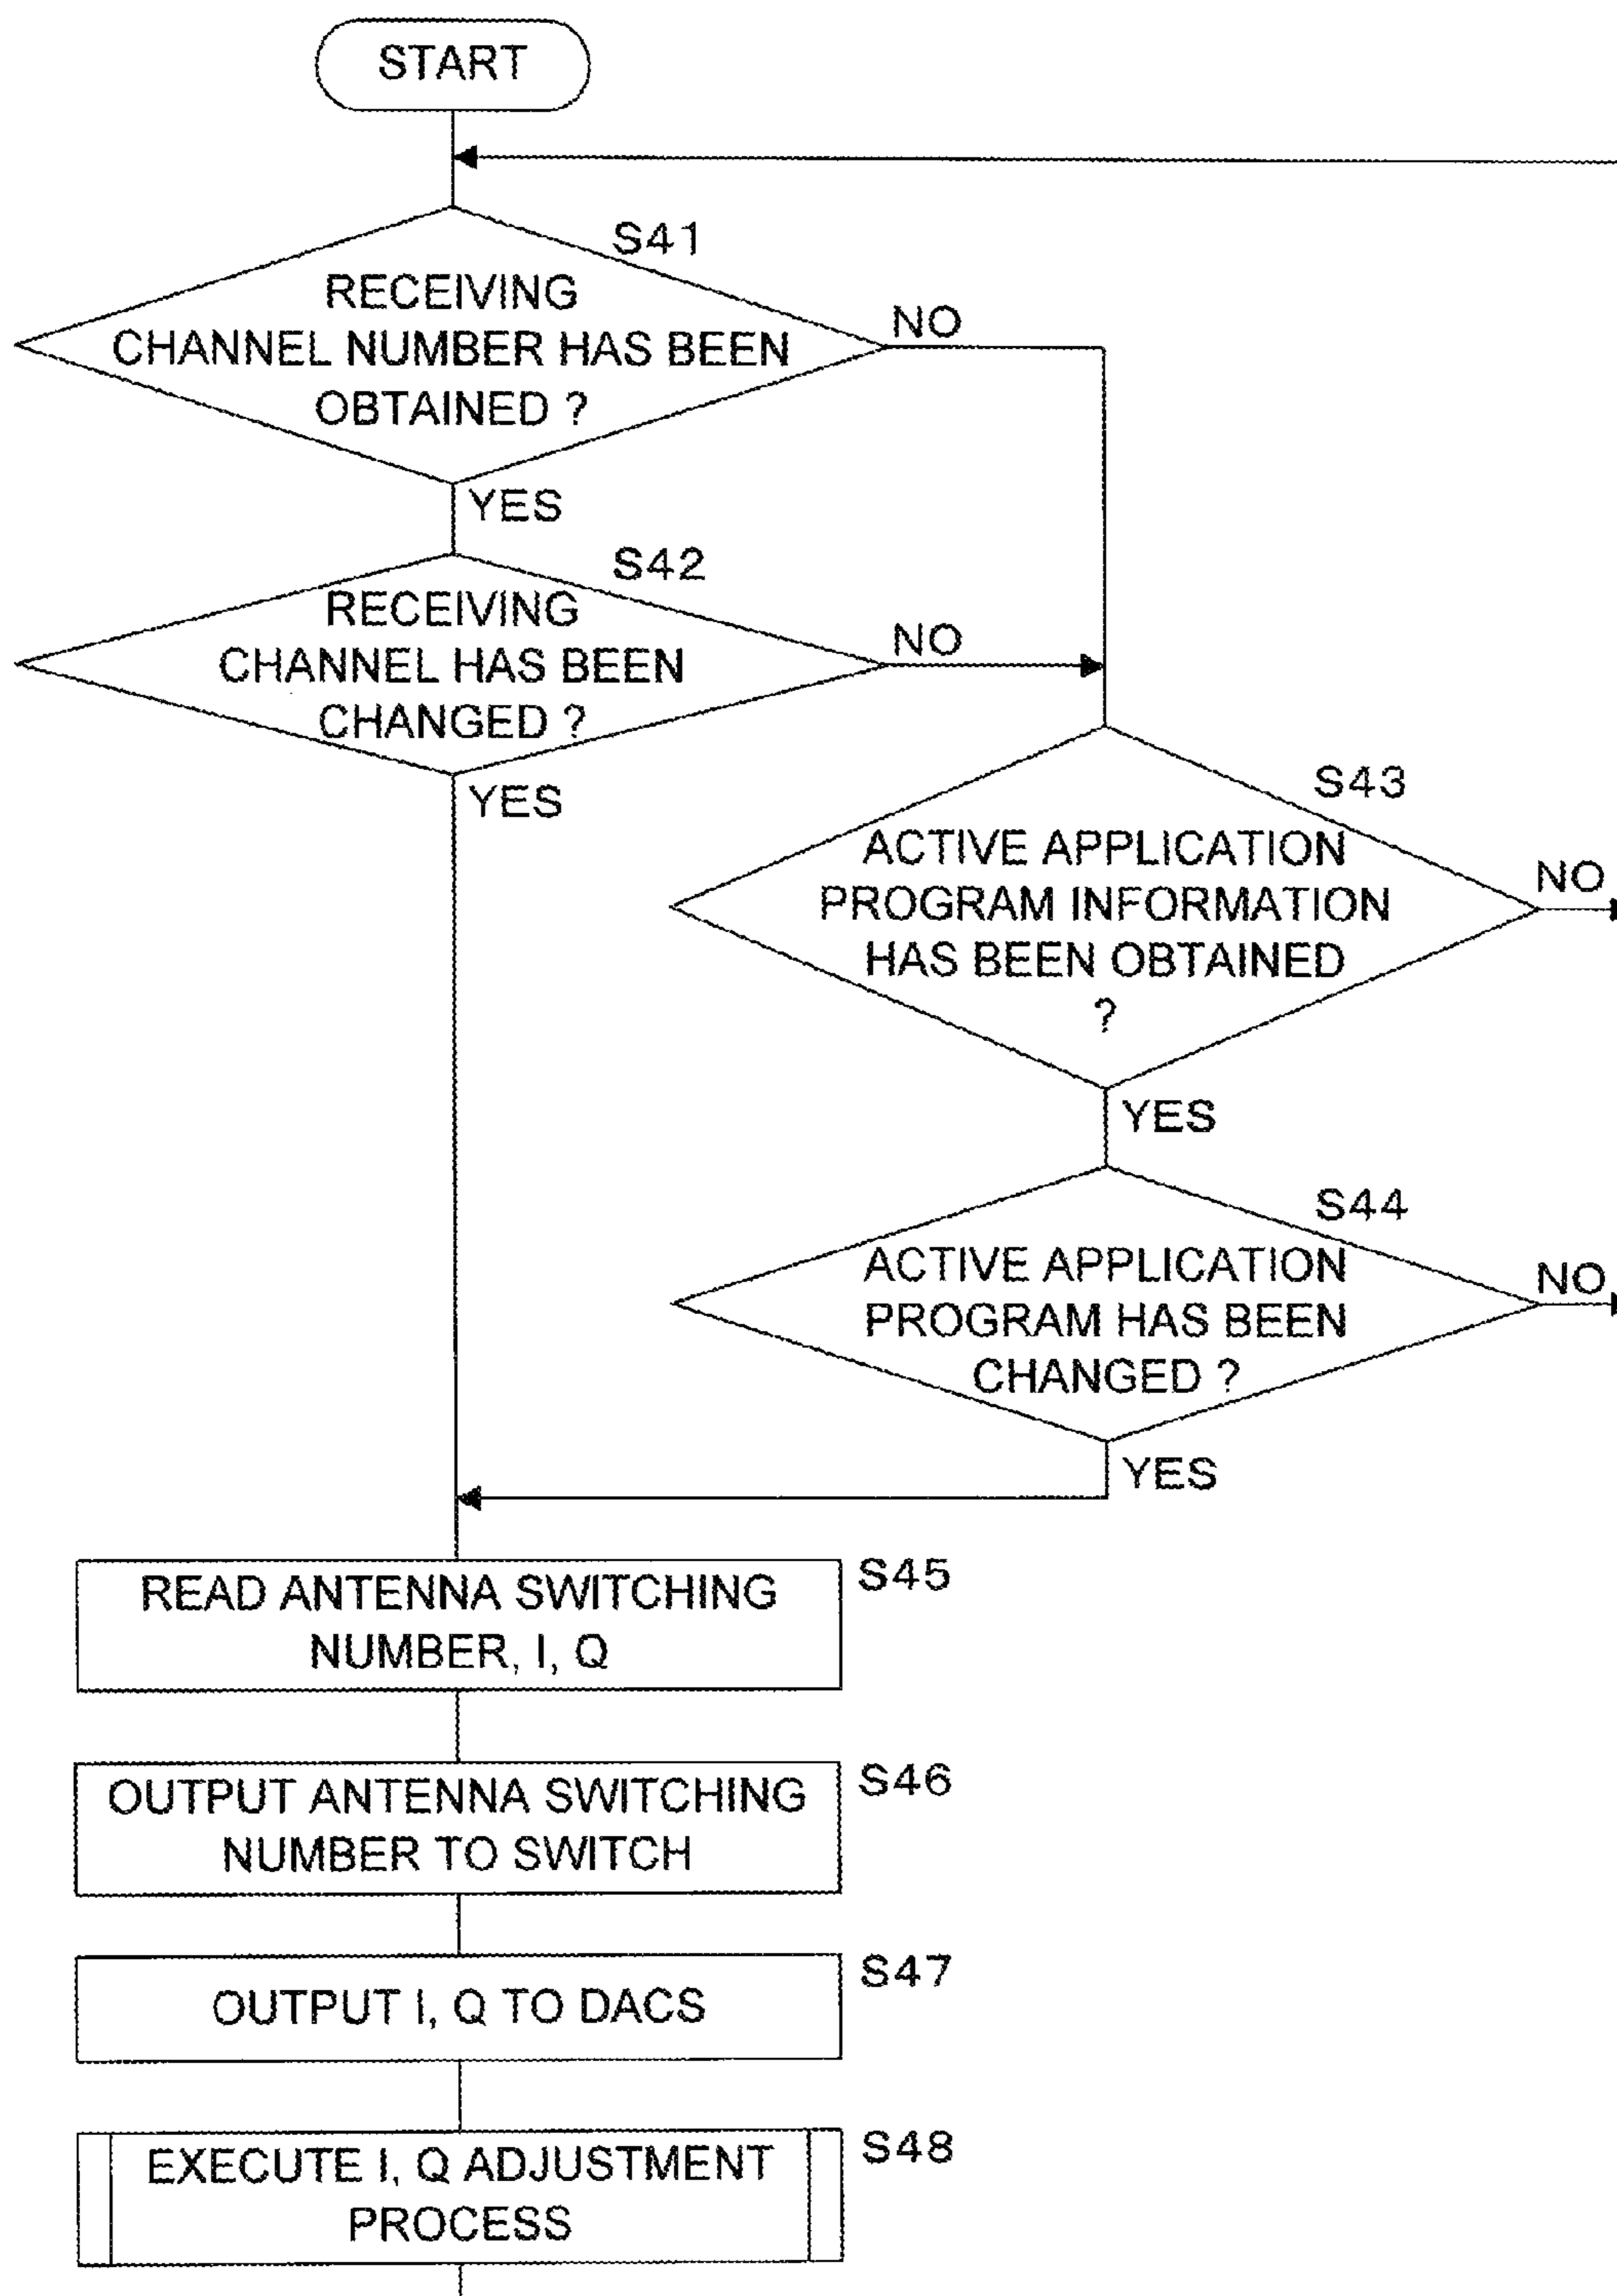 START
S41
RECEIVING
CHANNEL NUMBER HAS BEEN
OBTAINED ?
NO
YES
S42
RECEIVING
CHANNEL HAS BEEN
CHANGED ?
NO
YES
S43
ACTIVE APPLICATION
PROGRAM INFORMATION
HAS BEEN OBTAINED
?
NO
YES
S44
ACTIVE APPLICATION
PROGRAM HAS BEEN
CHANGED ?
NO
YES
S45
READ ANTENNA SWITCHING
NUMBER, I, Q
S46
OUTPUT ANTENNA SWITCHING
NUMBER TO SWITCH
S47
OUTPUT I, Q TO DACS
S48
EXECUTE I, Q ADJUSTMENT
PROCESS